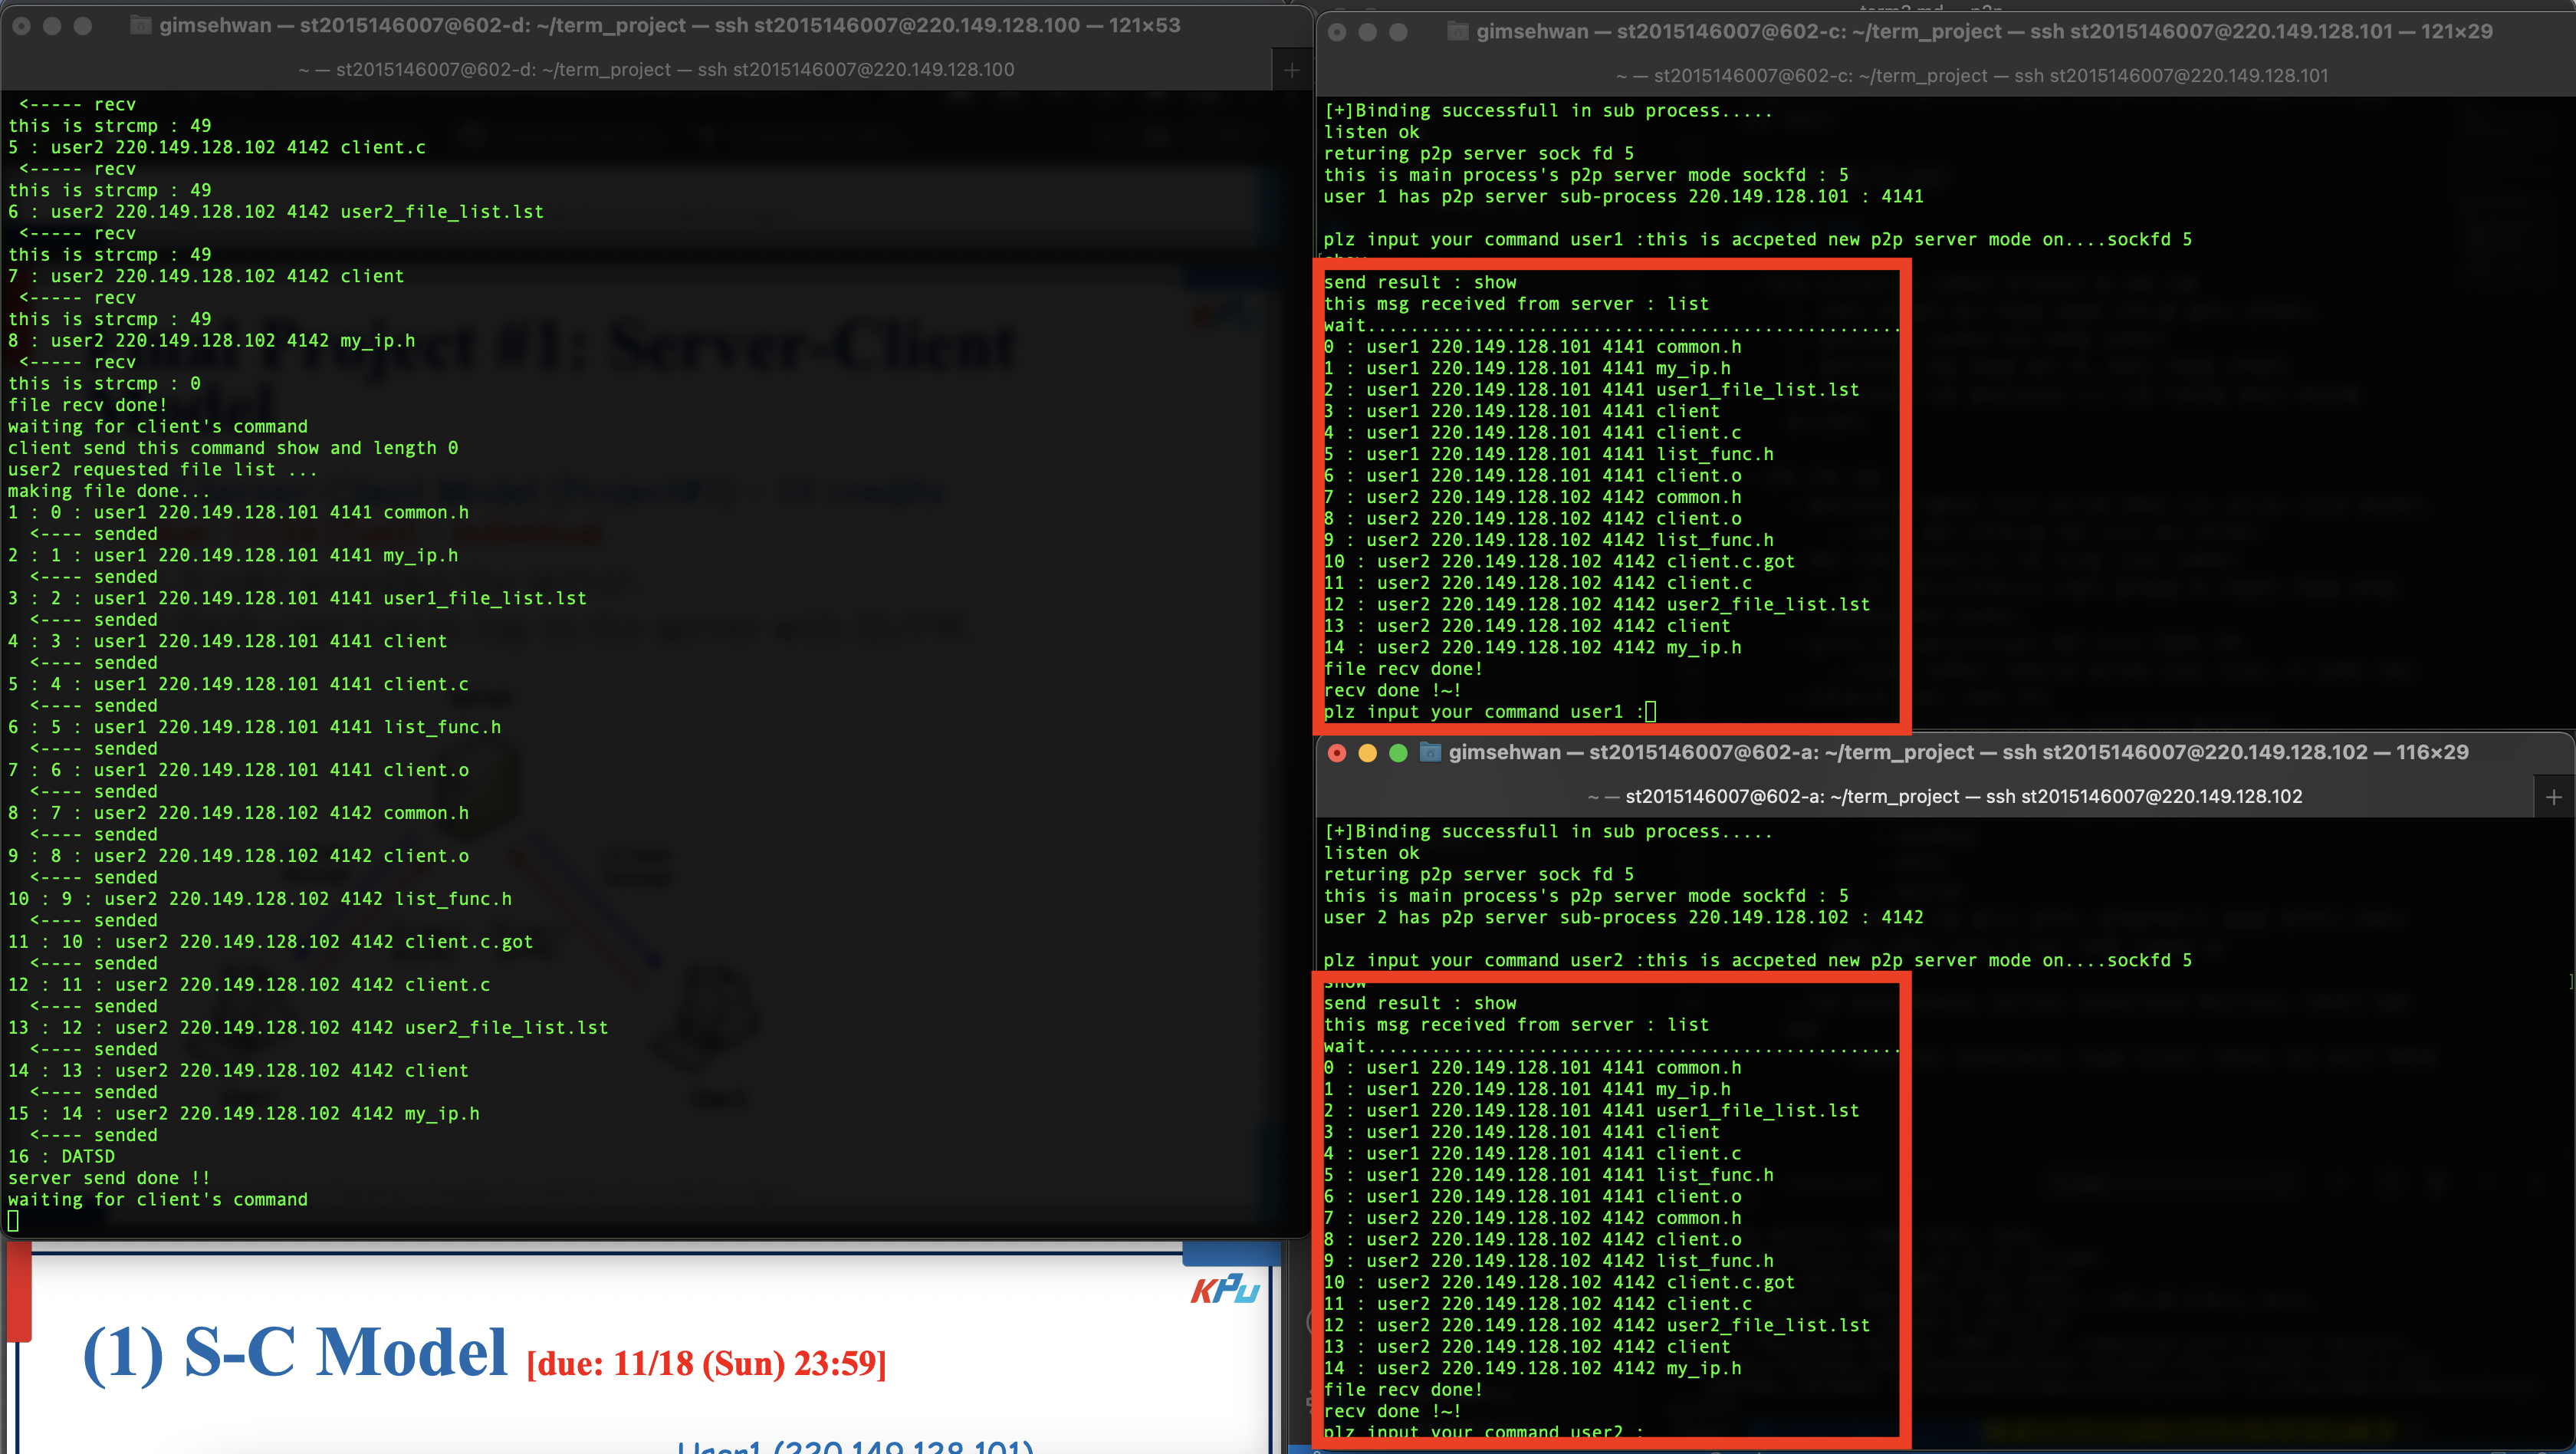 gimsehwan — st2015146007@602-d: ~/term_project — ssh st2015146007@220.149.128.100 — 121×53
~ — st2015146007@602-d: ~/term_project — ssh st2015146007@220.149.128.100
<----- recv
this is strcmp : 49
5 : user2 220.149.128.102 4142 client.c
<----- recv
this is strcmp : 49
6 : user2 220.149.128.102 4142 user2_file_list.lst
<----- recv
this is strcmp : 49
7 : user2 220.149.128.102 4142 client
<----- recv
this is strcmp : 49
8 : user2 220.149.128.102 4142 my_ip.h
<----- recv
this is strcmp : 0
file recv done!
waiting for client's command
client send this command show and length 0
user2 requested file list ...
making file done...
1 : 0 : user1 220.149.128.101 4141 common.h
<---- sended
2 : 1 : user1 220.149.128.101 4141 my_ip.h
<---- sended
3 : 2 : user1 220.149.128.101 4141 user1_file_list.lst
<---- sended
4 : 3 : user1 220.149.128.101 4141 client
<---- sended
5 : 4 : user1 220.149.128.101 4141 client.c
<---- sended
6 : 5 : user1 220.149.128.101 4141 list_func.h
<---- sended
7 : 6 : user1 220.149.128.101 4141 client.o
<---- sended
8 : 7 : user2 220.149.128.102 4142 common.h
<---- sended
9 : 8 : user2 220.149.128.102 4142 client.o
<---- sended
10 : 9 : user2 220.149.128.102 4142 list_func.h
<---- sended
11 : 10 : user2 220.149.128.102 4142 client.c.got
<---- sended
12 : 11 : user2 220.149.128.102 4142 client.c
<---- sended
13 : 12 : user2 220.149.128.102 4142 user2_file_list.lst
<---- sended
14 : 13 : user2 220.149.128.102 4142 client
<---- sended
15 : 14 : user2 220.149.128.102 4142 my_ip.h
<---- sended
16 : DATSD
server send done !!
waiting for client's command
Project #1: Server-Client
KPU
(1) S-C Model [due: 11/18 (Sun) 23:59]
User1 (220.149.128.101)
gimsehwan — st2015146007@602-c: ~/term_project — ssh st2015146007@220.149.128.101 — 121×29
~ — st2015146007@602-c: ~/term_project — ssh st2015146007@220.149.128.101
[+]Binding successfull in sub process.....
listen ok
returing p2p server sock fd 5
this is main process's p2p server mode sockfd : 5
user 1 has p2p server sub-process 220.149.128.101 : 4141
plz input your command user1 :this is accpeted new p2p server mode on....sockfd 5
show
send result : show
this msg received from server : list
wait..................................................
0 : user1 220.149.128.101 4141 common.h
1 : user1 220.149.128.101 4141 my_ip.h
2 : user1 220.149.128.101 4141 user1_file_list.lst
3 : user1 220.149.128.101 4141 client
4 : user1 220.149.128.101 4141 client.c
5 : user1 220.149.128.101 4141 list_func.h
6 : user1 220.149.128.101 4141 client.o
7 : user2 220.149.128.102 4142 common.h
8 : user2 220.149.128.102 4142 client.o
9 : user2 220.149.128.102 4142 list_func.h
10 : user2 220.149.128.102 4142 client.c.got
11 : user2 220.149.128.102 4142 client.c
12 : user2 220.149.128.102 4142 user2_file_list.lst
13 : user2 220.149.128.102 4142 client
14 : user2 220.149.128.102 4142 my_ip.h
file recv done!
recv done !~!
plz input your command user1 :
gimsehwan — st2015146007@602-a: ~/term_project — ssh st2015146007@220.149.128.102 — 116×29
~ — st2015146007@602-a: ~/term_project — ssh st2015146007@220.149.128.102
[+]Binding successfull in sub process.....
listen ok
returing p2p server sock fd 5
this is main process's p2p server mode sockfd : 5
user 2 has p2p server sub-process 220.149.128.102 : 4142
plz input your command user2 :this is accpeted new p2p server mode on....sockfd 5
show
send result : show
this msg received from server : list
wait..................................................
0 : user1 220.149.128.101 4141 common.h
1 : user1 220.149.128.101 4141 my_ip.h
2 : user1 220.149.128.101 4141 user1_file_list.lst
3 : user1 220.149.128.101 4141 client
4 : user1 220.149.128.101 4141 client.c
5 : user1 220.149.128.101 4141 list_func.h
6 : user1 220.149.128.101 4141 client.o
7 : user2 220.149.128.102 4142 common.h
8 : user2 220.149.128.102 4142 client.o
9 : user2 220.149.128.102 4142 list_func.h
10 : user2 220.149.128.102 4142 client.c.got
11 : user2 220.149.128.102 4142 client.c
12 : user2 220.149.128.102 4142 user2_file_list.lst
13 : user2 220.149.128.102 4142 client
14 : user2 220.149.128.102 4142 my_ip.h
file recv done!
recv done !~!
plz input your command user2 :